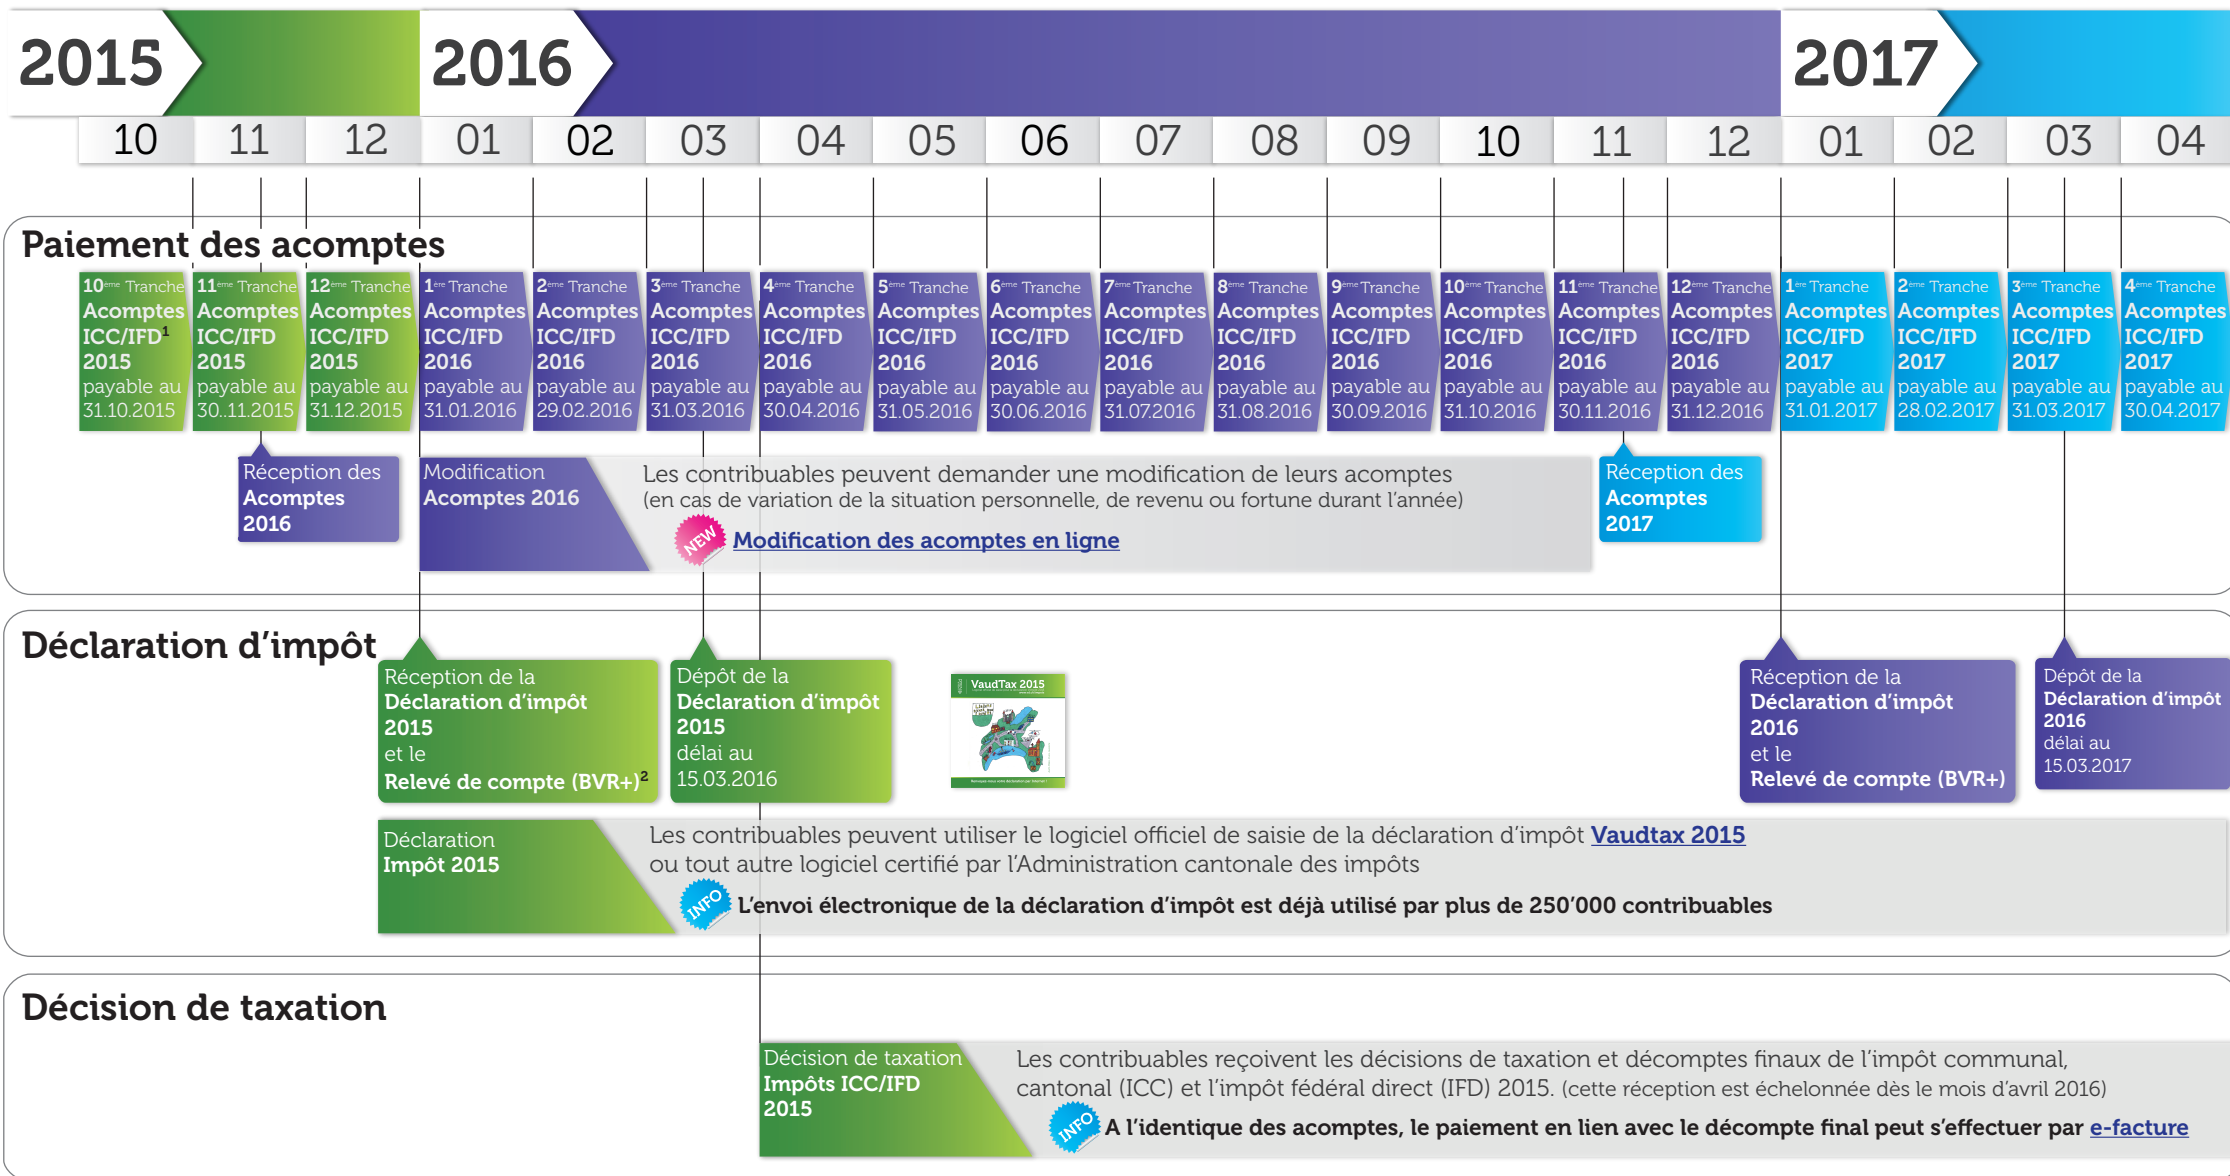 2015
2016
2017
10 11 12 01 02 03 04 05 06 07 08 09 10 11 12 01 02 03 04
Paiement des acomptes
10ème Tranche
Acomptes
ICC/IFD1
2015
payable au
31.10.2015
11ème Tranche
Acomptes
ICC/IFD
2015
payable au
30..11.2015
12ème Tranche
Acomptes
ICC/IFD
2015
payable au
31.12.2015
1ère Tranche
Acomptes
ICC/IFD
2016
payable au
31.01.2016
2ème Tranche
Acomptes
ICC/IFD
2016
payable au
29.02.2016
3ème Tranche
Acomptes
ICC/IFD
2016
payable au
31.03.2016
4ème Tranche
Acomptes
ICC/IFD
2016
payable au
30.04.2016
5ème Tranche
Acomptes
ICC/IFD
2016
payable au
31.05.2016
6ème Tranche
Acomptes
ICC/IFD
2016
payable au
30.06.2016
7ème Tranche
Acomptes
ICC/IFD
2016
payable au
31.07.2016
8ème Tranche
Acomptes
ICC/IFD
2016
payable au
31.08.2016
9ème Tranche
Acomptes
ICC/IFD
2016
payable au
30.09.2016
10ème Tranche
Acomptes
ICC/IFD
2016
payable au
31.10.2016
11ème Tranche
Acomptes
ICC/IFD
2016
payable au
30.11.2016
12ème Tranche
Acomptes
ICC/IFD
2016
payable au
31.12.2016
1ère Tranche
Acomptes
ICC/IFD
2017
payable au
31.01.2017
2ème Tranche
Acomptes
ICC/IFD
2017
payable au
28.02.2017
3ème Tranche
Acomptes
ICC/IFD
2017
payable au
31.03.2017
4ème Tranche
Acomptes
ICC/IFD
2017
payable au
30.04.2017
Réception des
Acomptes
2016
Modification
Acomptes 2016
Les contribuables peuvent demander une modification de leurs acomptes
(en cas de variation de la situation personnelle, de revenu ou fortune durant l'année)
NEW
Modification des acomptes en ligne
Réception des
Acomptes
2017
Déclaration d'impôt
Réception de la
Déclaration d'impôt
2015
et le
Relevé de compte (BVR+)2
Dépôt de la
Déclaration d'impôt
2015
délai au
15.03.2016
VaudTax 2015
Réception de la
Déclaration d'impôt
2016
et le
Relevé de compte (BVR+)
Dépôt de la
Déclaration d'impôt
2016
délai au
15.03.2017
Déclaration
Impôt 2015
Les contribuables peuvent utiliser le logiciel officiel de saisie de la déclaration d'impôt Vaudtax 2015
ou tout autre logiciel certifié par l'Administration cantonale des impôts
INFO
L'envoi électronique de la déclaration d'impôt est déjà utilisé par plus de 250'000 contribuables
Décision de taxation
Décision de taxation
Impôts ICC/IFD
2015
Les contribuables reçoivent les décisions de taxation et décomptes finaux de l'impôt communal,
cantonal (ICC) et l'impôt fédéral direct (IFD) 2015. (cette réception est échelonnée dès le mois d'avril 2016)
INFO
A l'identique des acomptes, le paiement en lien avec le décompte final peut s'effectuer par e-facture